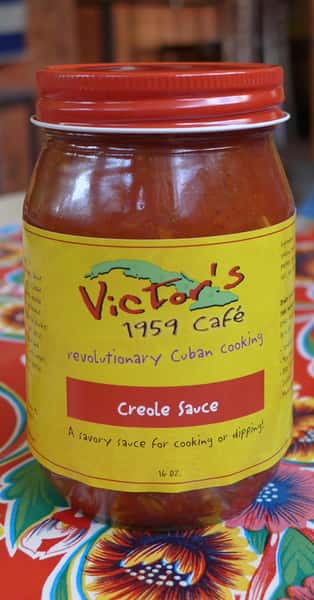 Victor's
1959 Café
revolutionary Cuban cooking
Creole Sauce
A savory sauce for cooking or dipping!
16 OZ.